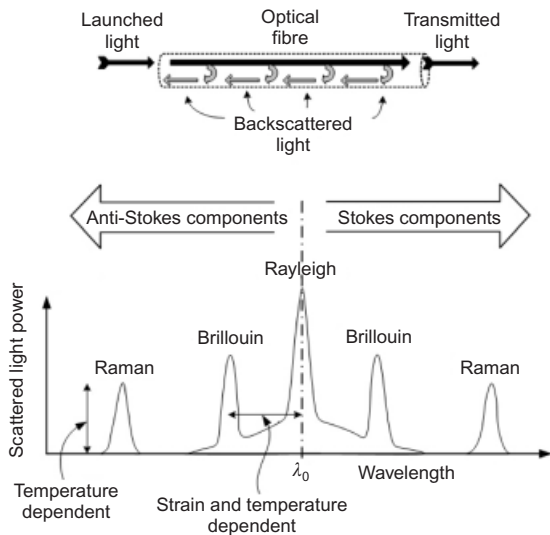 Launched
light
Optical
fibre
Transmitted
light
Backscattered
light
Anti-Stokes components
Stokes components
Rayleigh
Brillouin
Brillouin
Raman
Raman
Scattered light power
λ0
Wavelength
Temperature
dependent
Strain and temperature
dependent